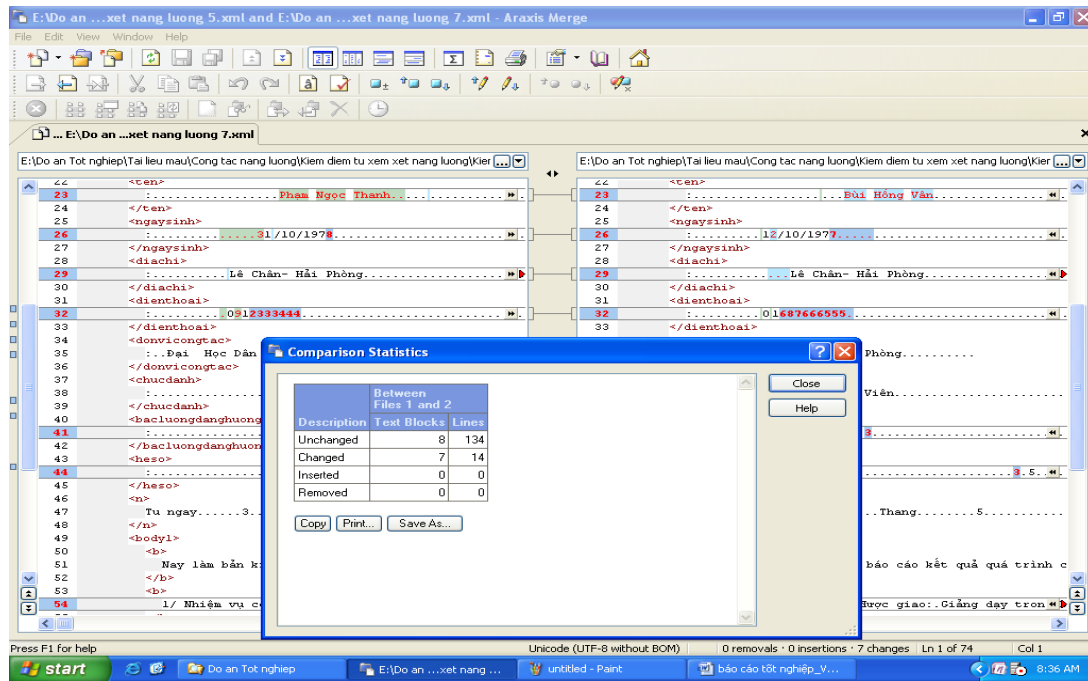 E:\Do an ...xet nang luong 5.xml and E:\Do an ...xet nang luong 7.xml - Araxis Merge
File Edit View Window Help
... E:\Do an ...xet nang luong 7.xml
E:\Do an Tot nghiep\Tai lieu mau\Cong tac nang luong\Kiem diem tu xem xet nang luong\Kier ...
E:\Do an Tot nghiep\Tai lieu mau\Cong tac nang luong\Kiem diem tu xem xet nang luong\Kier ...
22 <ten>
23 :.................Phạm Ngọc Thanh..................
24 </ten>
25 <ngaysinh>
26 :..............31/10/1978......................
27 </ngaysinh>
28 <diachi>
29 :..........Lê Chân- Hải Phòng..................
30 </diachi>
31 <dienthoai>
32 :..........0912333444..........................
33 </dienthoai>
34 <donvicongtac>
35 :..Đại Học Dân
36 </donvicongtac>
37 <chucdanh>
38 :..............
39 </chucdanh>
40 <bacluongdanghuong
41 :..............
42 </bacluongdanghuon
43 <heso>
44 :..............
45 </heso>
46 <n>
47 Tu ngay......3..
48 </n>
49 <body1>
50 <b>
51 Nay làm bản k
52 </b>
53 <b>
54 1/ Nhiệm vụ c
22 <ten>
23 :...................Bùi Hồng Vân................
24 </ten>
25 <ngaysinh>
26 :.........12/10/1977......................
27 </ngaysinh>
28 <diachi>
29 :............Lê Chân- Hải Phòng................
30 </diachi>
31 <dienthoai>
32 :.........01687666555..........................
33 </dienthoai>
Phòng..........
Viên.............
3......................
3.5..
..Thang........5..........
báo cáo kết quả quá trình c
được giao:.Giảng dạy tron
Comparison Statistics
Between
Files 1 and 2
Description Text Blocks Lines
Unchanged 8 134
Changed 7 14
Inserted 0 0
Removed 0 0
Copy Print... Save As...
Close
Help
Press F1 for help Unicode (UTF-8 without BOM) 0 removals · 0 insertions · 7 changes Ln 1 of 74 Col 1
start Do an Tot nghiep E:\Do an ...xet nang ... untitled - Paint báo cáo tốt nghiệp_V... 8:36 AM